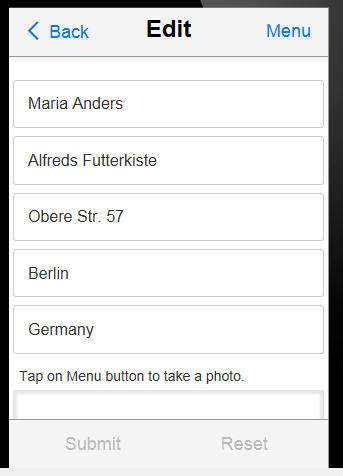 Back Edit Menu
Maria Anders
Alfreds Futterkiste
Obere Str. 57
Berlin
Germany
Tap on Menu button to take a photo.
Submit Reset